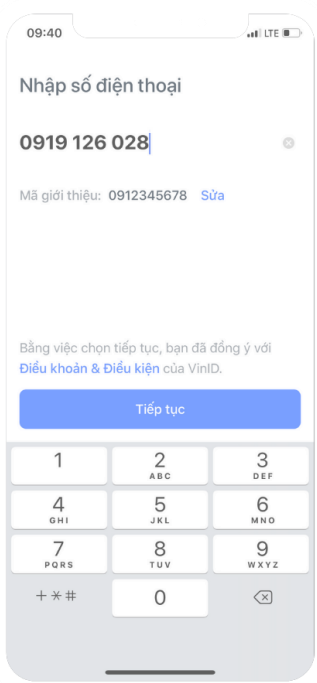 09:40
LTE
Nhập số điện thoại
0919 126 028
Mã giới thiệu: 0912345678 Sửa
Bằng việc chọn tiếp tục, bạn đã đồng ý với
Điều khoản & Điều kiện của VinID.
Tiếp tục
1 2 3
ABC DEF
4 5 6
GHI JKL MNO
7 8 9
PQRS TUV WXYZ
+*# 0